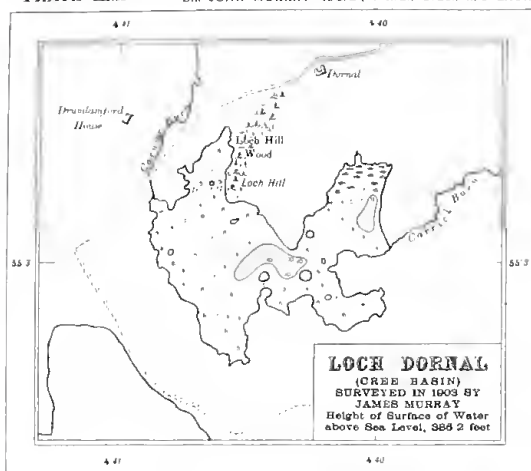 4 41
4 40
Dornal
Drumlamford
House
Loch Hill
Wood
Loch Hill
Carrick Burn
55°3
55°3
LOCH DORNAL
(CREE BASIN)
SURVEYED IN 1903 BY
JAMES MURRAY
Height of Surface of Water
above Sea Level, 386.2 feet
4 41
4 40